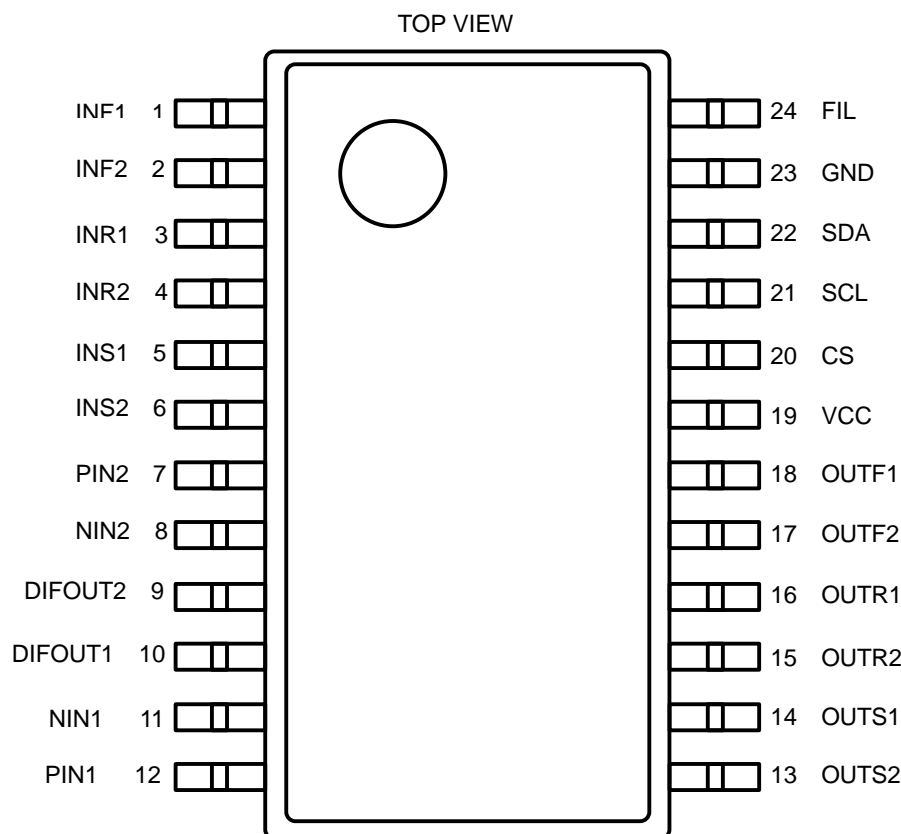 TOP VIEW
INF1 1 24 FIL
INF2 2 23 GND
INR1 3 22 SDA
INR2 4 21 SCL
INS1 5 20 CS
INS2 6 19 VCC
PIN2 7 18 OUTF1
NIN2 8 17 OUTF2
DIFOUT2 9 16 OUTR1
DIFOUT1 10 15 OUTR2
NIN1 11 14 OUTS1
PIN1 12 13 OUTS2